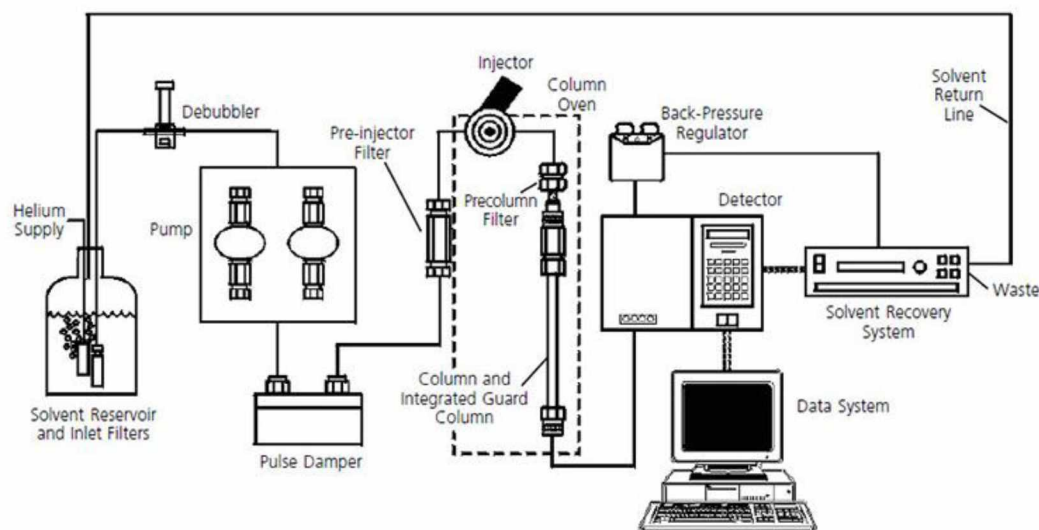 Injector
Column
Oven
Solvent
Return
Line
Debubbler
Back-Pressure
Regulator
Pre-injector
Filter
Precolumn
Filter
Detector
Helium
Supply
Pump
Waste
Solvent Recovery
System
Column and
Integrated Guard
Column
Data System
Solvent Reservoir
and Inlet Filters
Pulse Damper